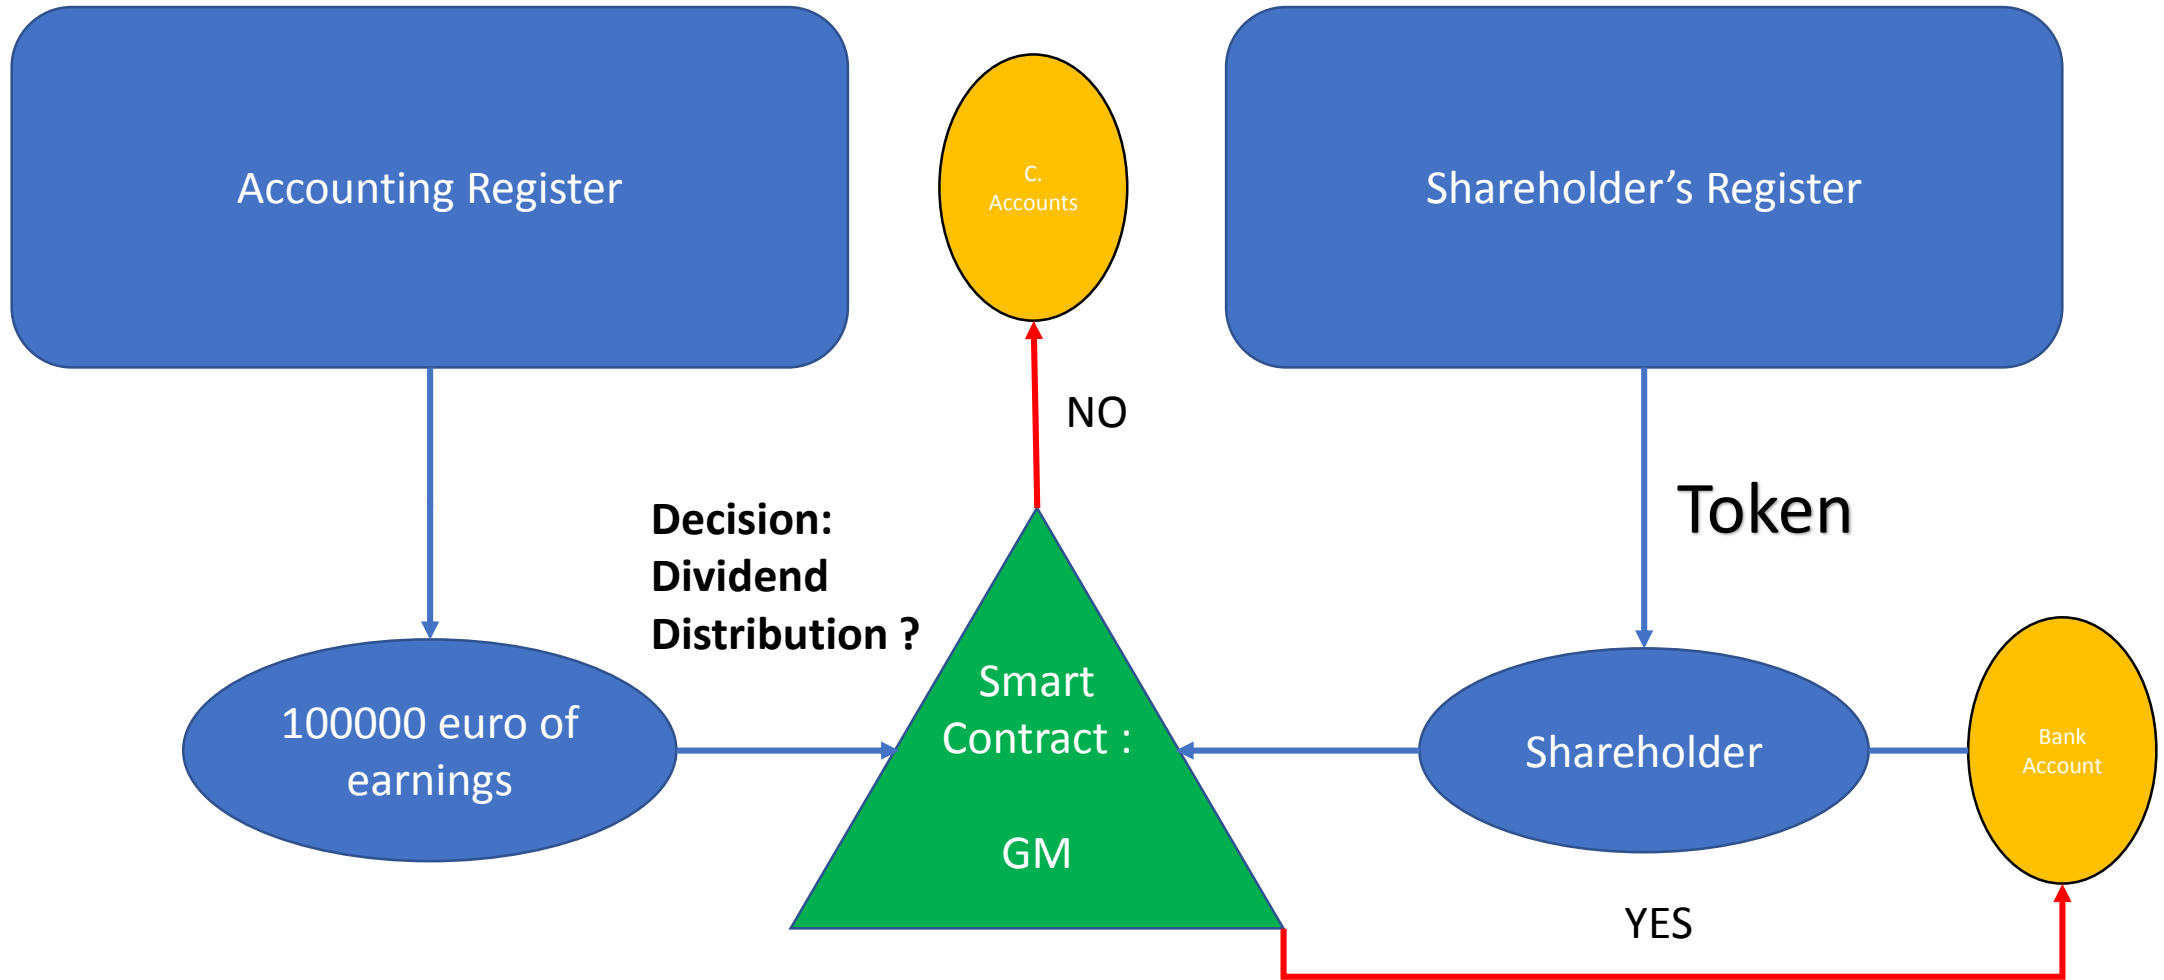 Accounting Register
C.
Accounts
Shareholder’s Register
NO
Token
Decision:
Dividend
Distribution ?
Smart
Contract :
GM
100000 euro of
earnings
Shareholder
Bank
Account
YES